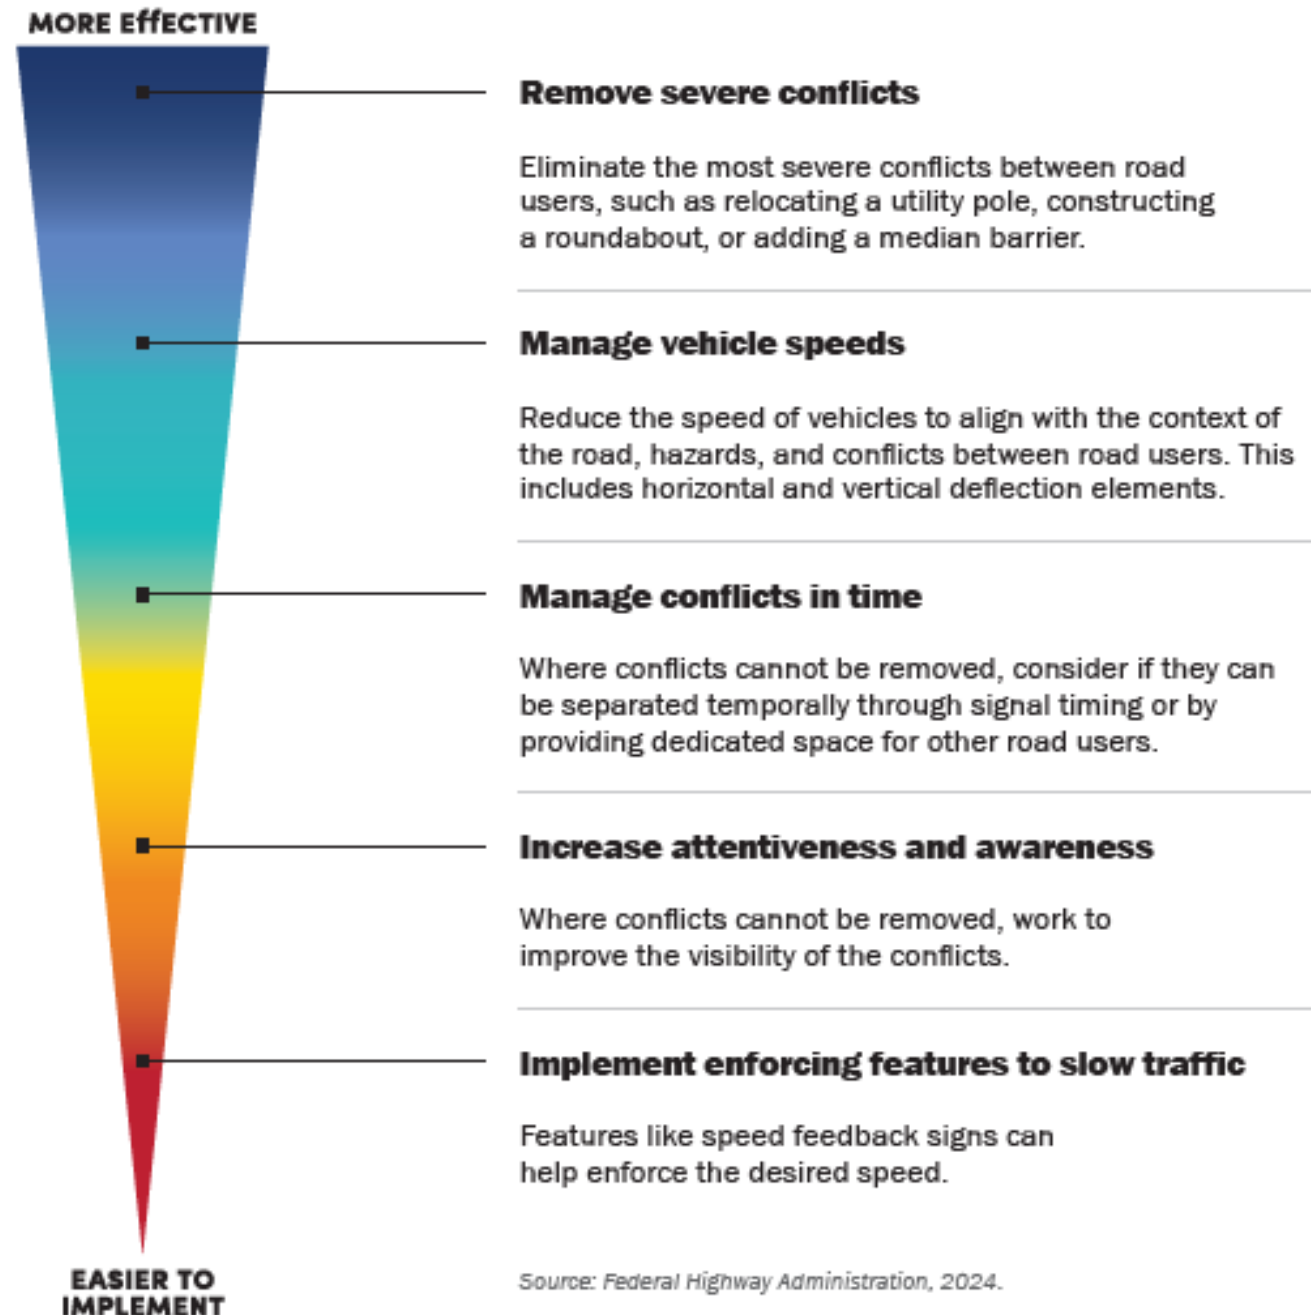 MORE EffECTIVE
Remove severe conflicts
Eliminate the most severe conflicts between road
users, such as relocating a utility pole, constructing
a roundabout, or adding a median barrier.
Manage vehicle speeds
Reduce the speed of vehicles to align with the context of
the road, hazards, and conflicts between road users. This
includes horizontal and vertical deflection elements.
Manage conflicts in time
Where conflicts cannot be removed, consider if they can
be separated temporally through signal timing or by
providing dedicated space for other road users.
Increase attentiveness and awareness
Where conflicts cannot be removed, work to
improve the visibility of the conflicts.
Implement enforcing features to slow traffic
Features like speed feedback signs can
help enforce the desired speed.
EASIER TO
IMPLEMENT
Source: Federal Highway Administration, 2024.